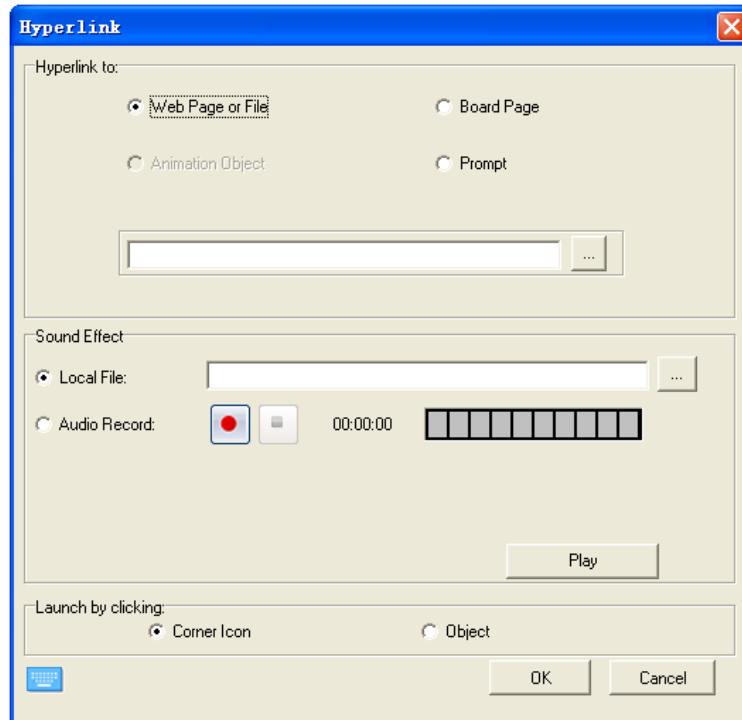 Hyperlink
Hyperlink to:
Web Page or File Board Page
Animation Object Prompt
...
Sound Effect
Local File: ...
Audio Record: 00:00:00
Play
Launch by clicking:
Corner Icon Object
OK Cancel